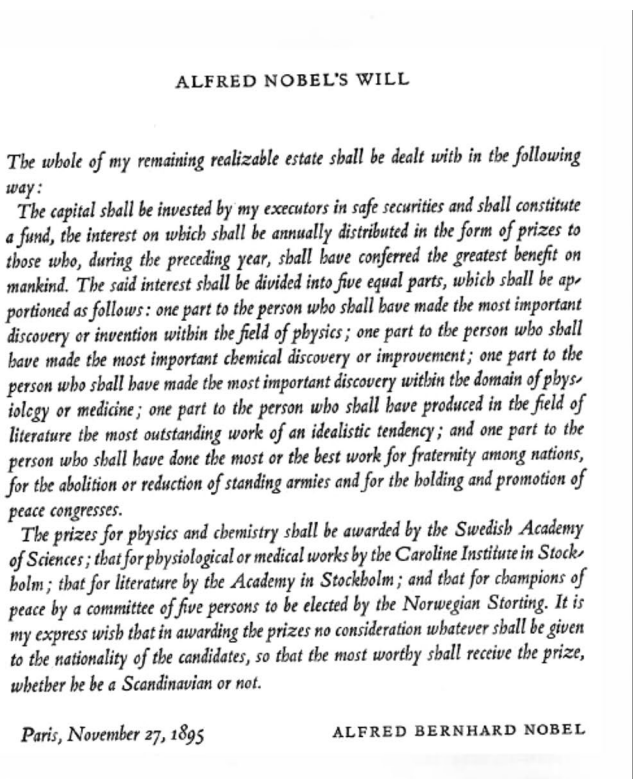 ALFRED NOBEL'S WILL
The whole of my remaining realizable estate shall be dealt with in the following
way:
The capital shall be invested by my executors in safe securities and shall constitute
a fund, the interest on which shall be annually distributed in the form of prizes to
those who, during the preceding year, shall have conferred the greatest benefit on
mankind. The said interest shall be divided into five equal parts, which shall be ap-
portioned as follows: one part to the person who shall have made the most important
discovery or invention within the field of physics; one part to the person who shall
have made the most important chemical discovery or improvement; one part to the
person who shall have made the most important discovery within the domain of phys-
iology or medicine; one part to the person who shall have produced in the field of
literature the most outstanding work of an idealistic tendency; and one part to the
person who shall have done the most or the best work for fraternity among nations,
for the abolition or reduction of standing armies and for the holding and promotion of
peace congresses.
The prizes for physics and chemistry shall be awarded by the Swedish Academy
of Sciences; that for physiological or medical works by the Caroline Institute in Stock-
holm; that for literature by the Academy in Stockholm; and that for champions of
peace by a committee of five persons to be elected by the Norwegian Storting. It is
my express wish that in awarding the prizes no consideration whatever shall be given
to the nationality of the candidates, so that the most worthy shall receive the prize,
whether he be a Scandinavian or not.
Paris, November 27, 1895 ALFRED BERNHARD NOBEL